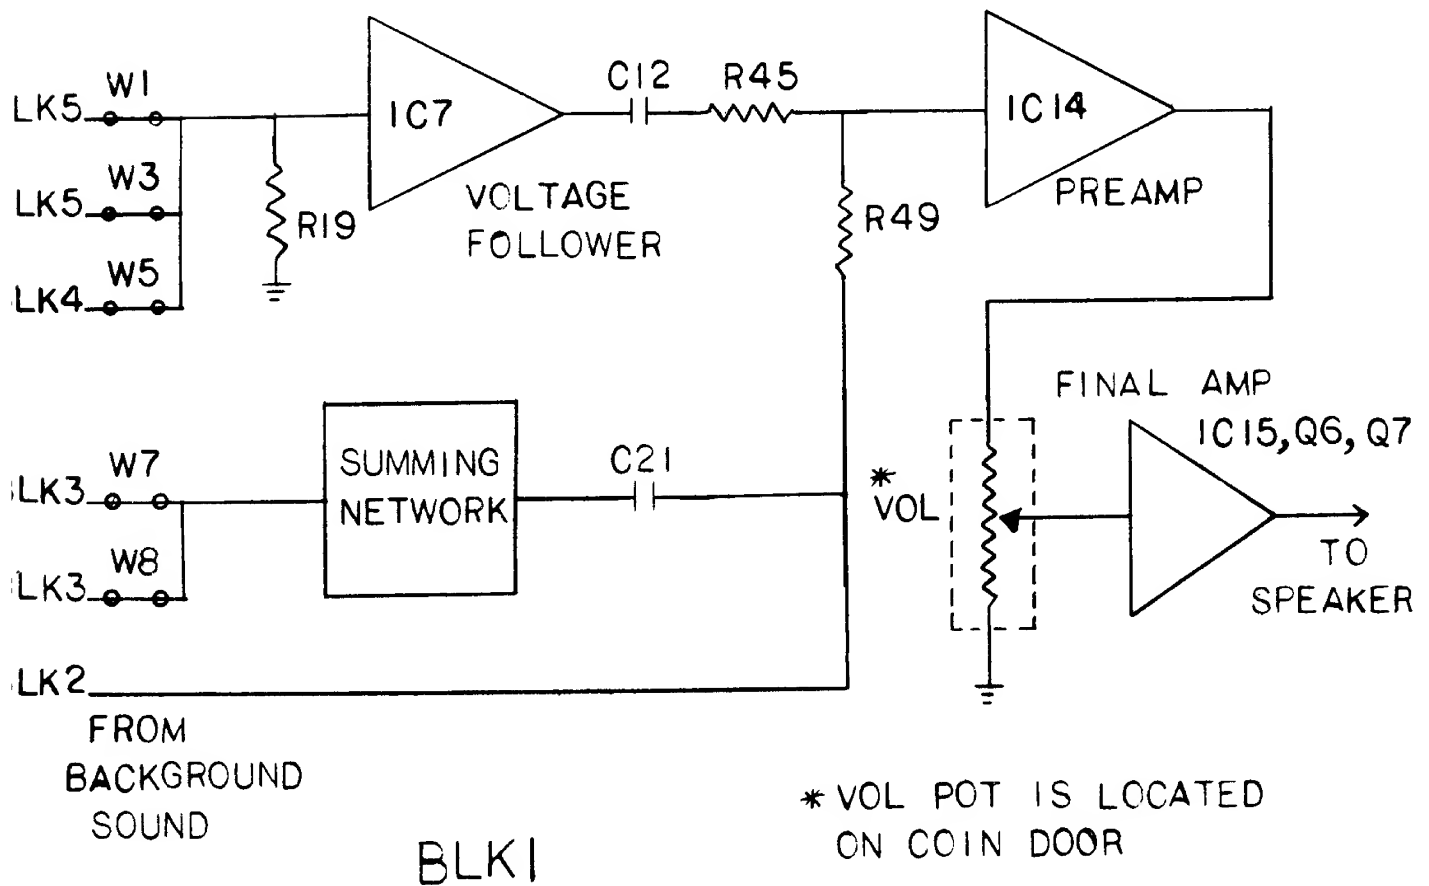 W1
LK5
W3
LK5
W5
LK4
R19
IC7
VOLTAGE
FOLLOWER
C12
R45
R49
IC14
PREAMP
W7
LK3
W8
LK3
SUMMING
NETWORK
C21
LK2
FROM
BACKGROUND
SOUND
*
VOL
FINAL AMP
IC15, Q6, Q7
TO
SPEAKER
* VOL POT IS LOCATED
ON COIN DOOR
BLK1